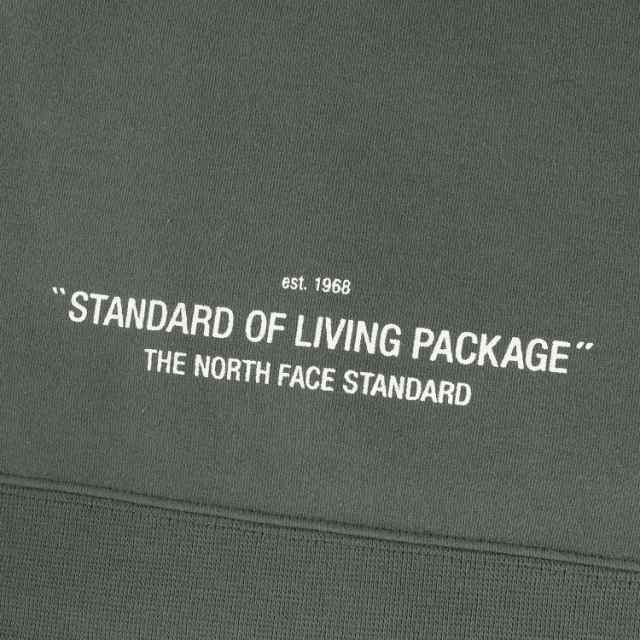 est. 1968
“STANDARD OF LIVING PACKAGE”
THE NORTH FACE STANDARD